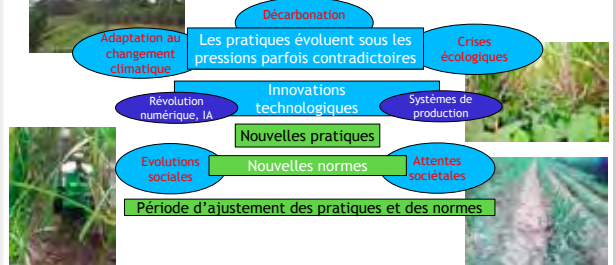 Décarbonation
Adaptation au
changement
climatique
Les pratiques évoluent sous les
pressions parfois contradictoires
Crises
écologiques
Innovations
technologiques
Révolution
numérique, IA
Systèmes de
production
Nouvelles pratiques
Evolutions
sociales
Nouvelles normes
Attentes
sociétales
Période d'ajustement des pratiques et des normes